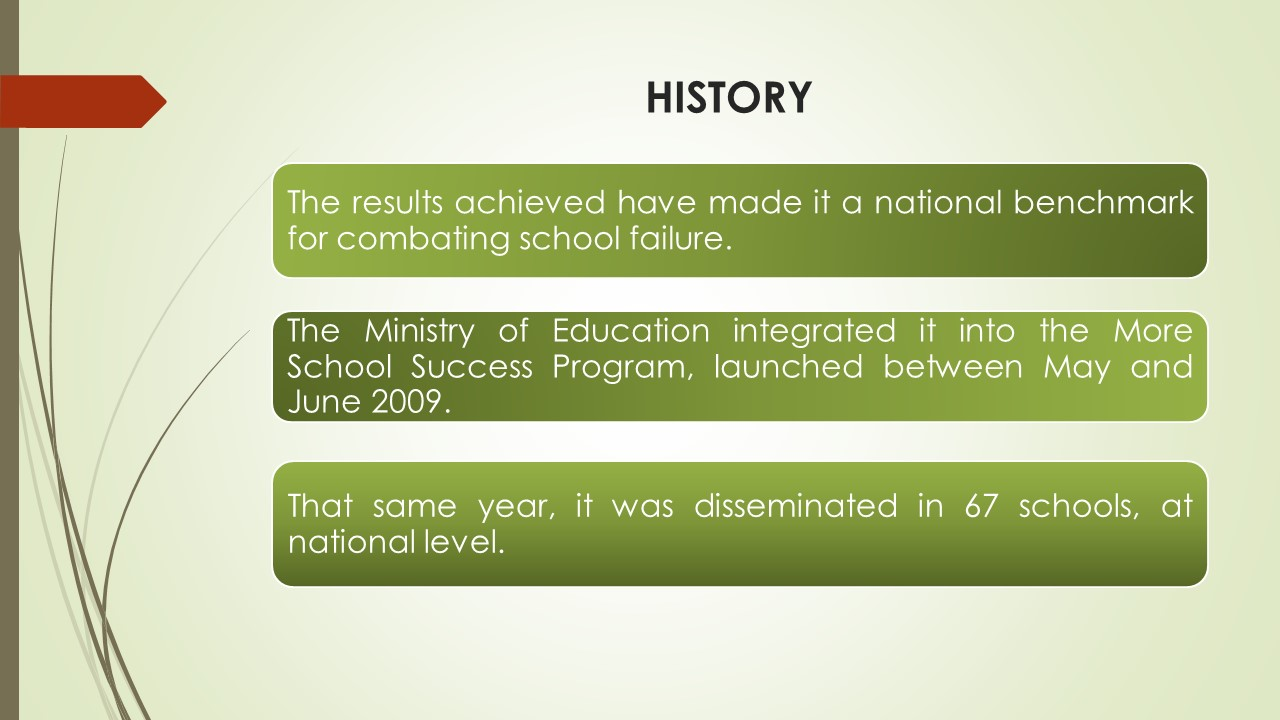 HISTORY
The results achieved have made it a national benchmark
for combating school failure.
The Ministry of Education integrated it into the More
School Success Program, launched between May and
June 2009.
That same year, it was disseminated in 67 schools, at
national level.